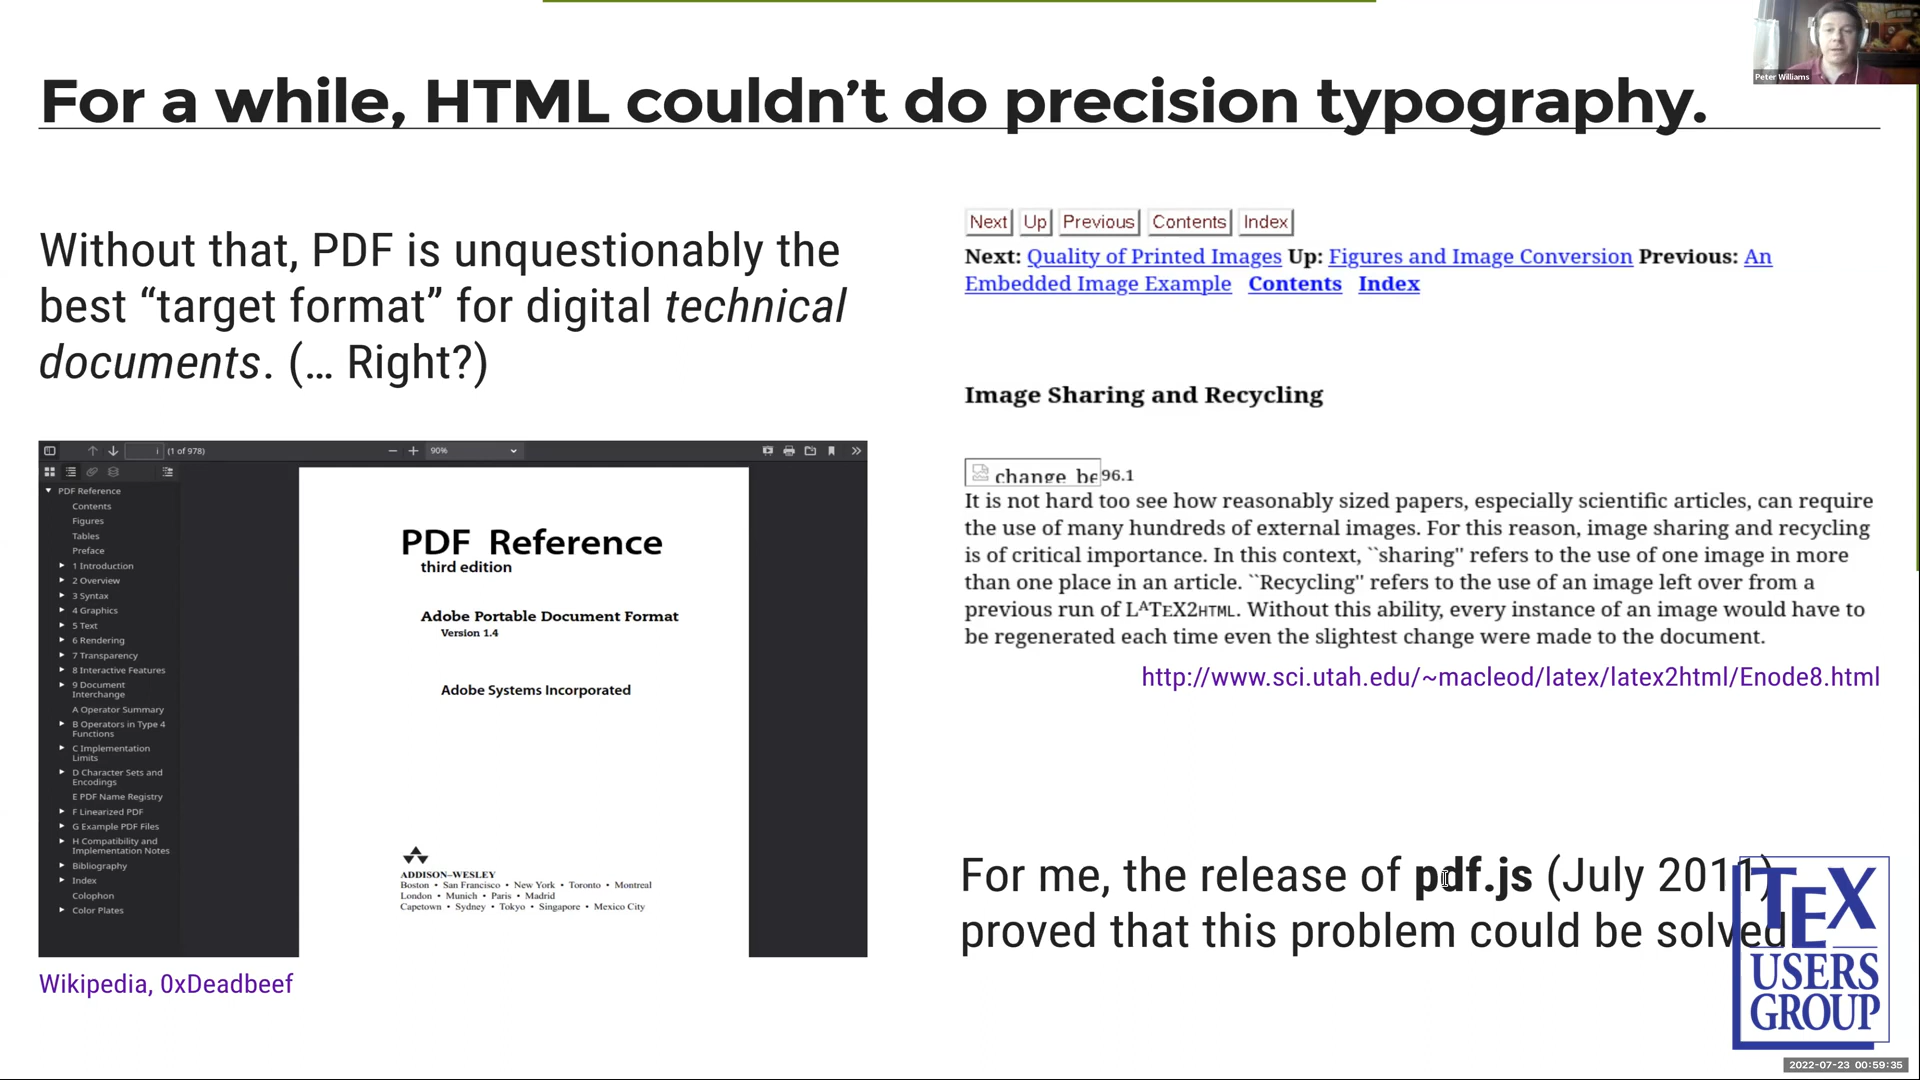 For a while, HTML couldn’t do precision typography.
Peter Williams
Without that, PDF is unquestionably the
best “target format” for digital technical
documents. (… Right?)
i (1 of 978)
90%
PDF Reference
Contents
Figures
Tables
Preface
1 Introduction
2 Overview
3 Syntax
4 Graphics
5 Text
6 Rendering
7 Transparency
8 Interactive Features
9 Document
Interchange
A Operator Summary
B Operators in Type 4
Functions
C Implementation
Limits
D Character Sets and
Encodings
E PDF Name Registry
F Linearized PDF
G Example PDF Files
H Compatibility and
Implementation Notes
Bibliography
Index
Colophon
Color Plates
PDF Reference
third edition
Adobe Portable Document Format
Version 1.4
Adobe Systems Incorporated
ADDISON–WESLEY
Boston • San Francisco • New York • Toronto • Montreal
London • Munich • Paris • Madrid
Capetown • Sydney • Tokyo • Singapore • Mexico City
Wikipedia, 0xDeadbeef
Next Up Previous Contents Index
Next: Quality of Printed Images Up: Figures and Image Conversion Previous: An
Embedded Image Example Contents Index
Image Sharing and Recycling
change_be96.1
It is not hard too see how reasonably sized papers, especially scientific articles, can require
the use of many hundreds of external images. For this reason, image sharing and recycling
is of critical importance. In this context, ``sharing'' refers to the use of one image in more
than one place in an article. ``Recycling'' refers to the use of an image left over from a
previous run of LATEX2HTML. Without this ability, every instance of an image would have to
be regenerated each time even the slightest change were made to the document.
http://www.sci.utah.edu/~macleod/latex/latex2html/Enode8.html
For me, the release of pdf.js (July 2011)
proved that this problem could be solved.
TEX
USERS
GROUP
2022-07-23 00:59:35